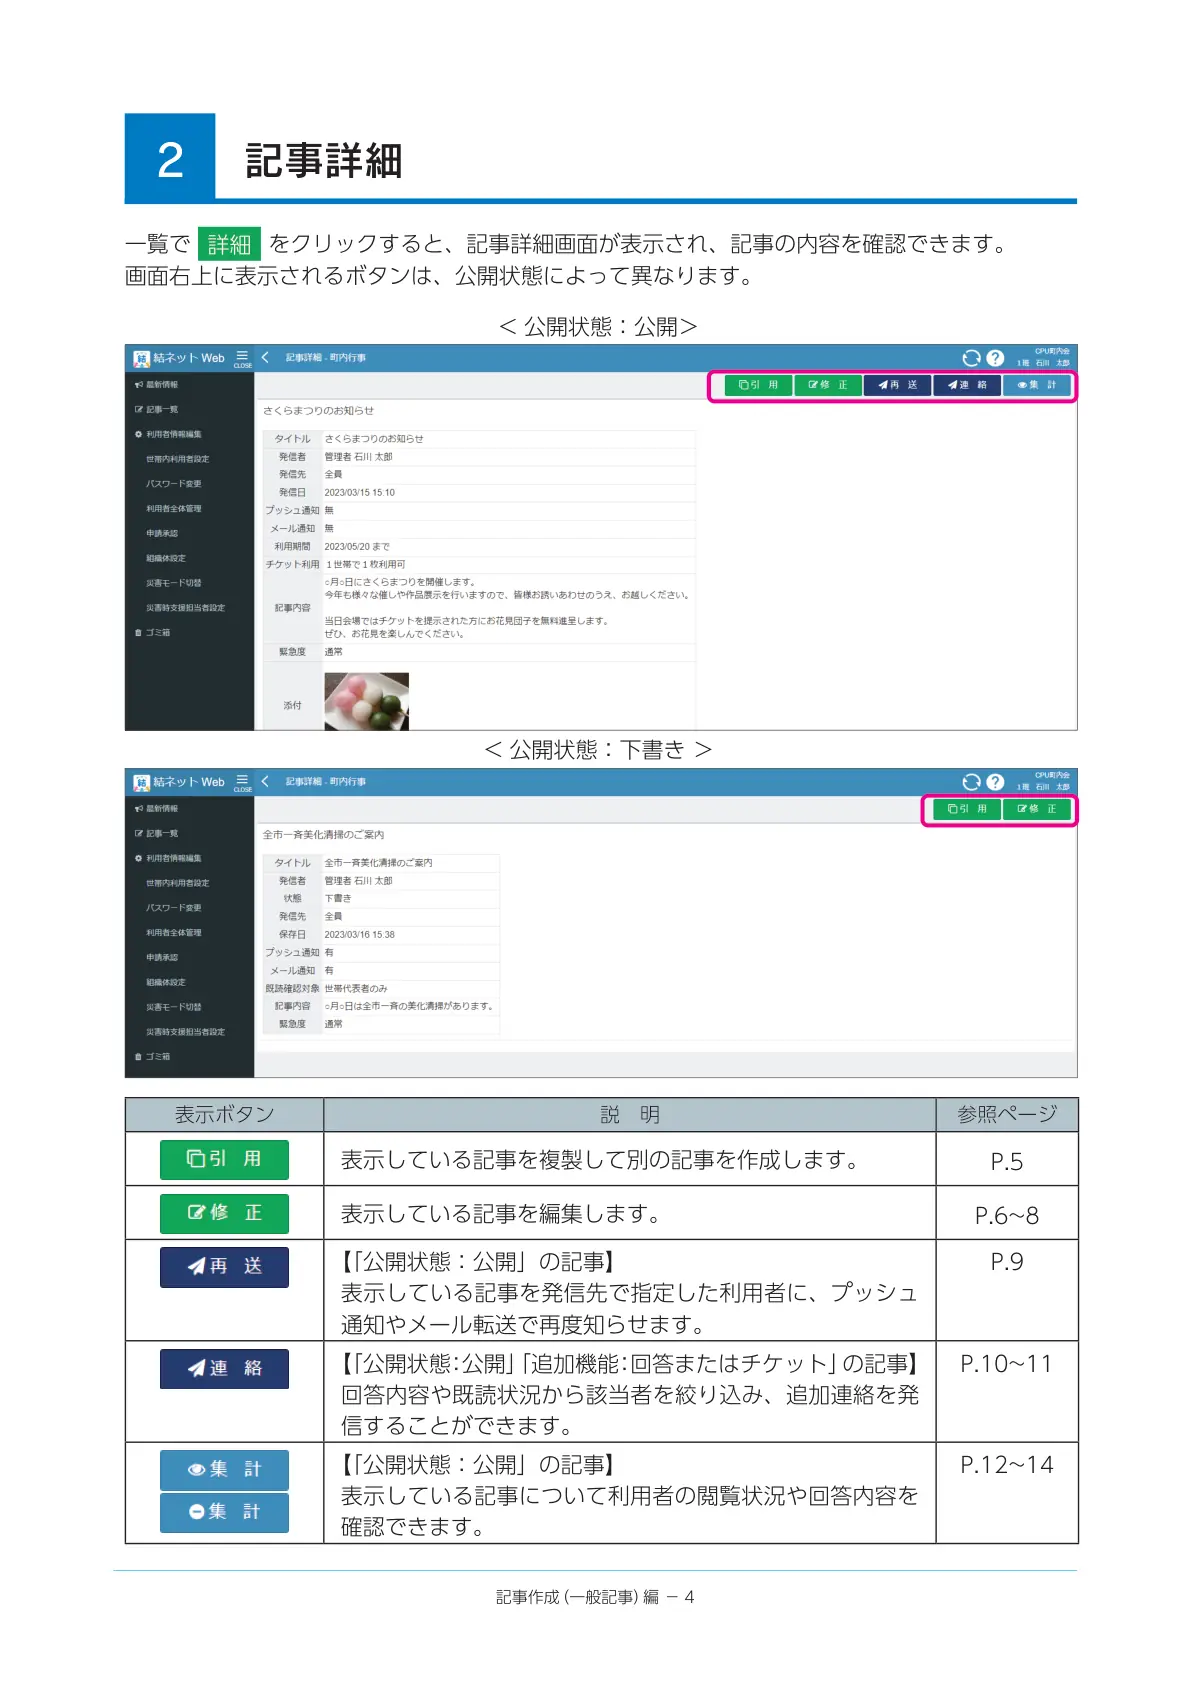 2 記事詳細
一覧で 詳細 をクリックすると、記事詳細画面が表示され、記事の内容を確認できます。
画面右上に表示されるボタンは、公開状態によって異なります。
＜ 公開状態：公開＞
結ネット Web CLOSE 記事詳細 - 町内行事 CPU町内会
1班 石川 太郎
引 用 修 正 再 送 連 絡 集 計
最新情報
記事一覧
利用者情報編集
世帯内利用者設定
パスワード変更
利用者全体管理
申請承認
組織体設定
災害モード切替
災害時支援担当者設定
ゴミ箱
さくらまつりのお知らせ
タイトル さくらまつりのお知らせ
発信者 管理者 石川 太郎
発信先 全員
発信日 2023/03/15 15:10
プッシュ通知 無
メール通知 無
利用期間 2023/05/20 まで
チケット利用 １世帯で１枚利用可
記事内容 ○月○日にさくらまつりを開催します。
今年も様々な催しや作品展示を行いますので、皆様お誘いあわせのうえ、お越しください。
当日会場ではチケットを提示された方にお花見団子を無料進呈します。
ぜひ、お花見を楽しんでください。
緊急度 通常
添付
＜ 公開状態：下書き ＞
結ネット Web CLOSE 記事詳細 - 町内行事 CPU町内会
1班 石川 太郎
引 用 修 正
最新情報
記事一覧
利用者情報編集
世帯内利用者設定
パスワード変更
利用者全体管理
申請承認
組織体設定
災害モード切替
災害時支援担当者設定
ゴミ箱
全市一斉美化清掃のご案内
タイトル 全市一斉美化清掃のご案内
発信者 管理者 石川 太郎
状態 下書き
発信先 全員
保存日 2023/03/16 15:38
プッシュ通知 有
メール通知 有
既読確認対象 世帯代表者のみ
記事内容 ○月○日は全市一斉の美化清掃があります。
緊急度 通常
表示ボタン 説　明 参照ページ
引　用 表示している記事を複製して別の記事を作成します。 P.5
修　正 表示している記事を編集します。 P.6~8
再　送 【「公開状態：公開」の記事】 P.9
表示している記事を発信先で指定した利用者に、プッシュ
通知やメール転送で再度知らせます。
連　絡 【「公開状態：公開」「追加機能：回答またはチケット」の記事】 P.10~11
回答内容や既読状況から該当者を絞り込み、追加連絡を発
信することができます。
集　計 【「公開状態：公開」の記事】 P.12~14
表示している記事について利用者の閲覧状況や回答内容を
集　計 確認できます。
記事作成（一般記事）編 － 4